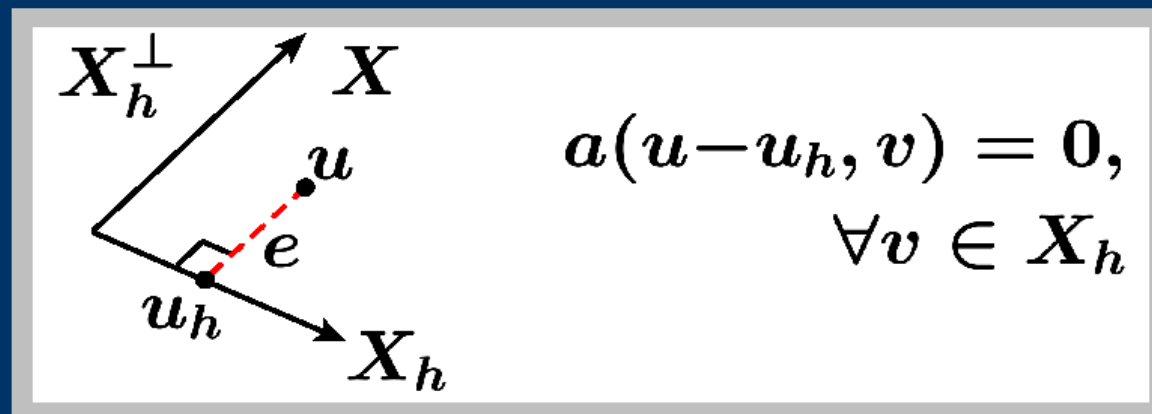 X_h^⊥
X
u
a(u−u_h, v) = 0,
e
∀v ∈ X_h
u_h
X_h